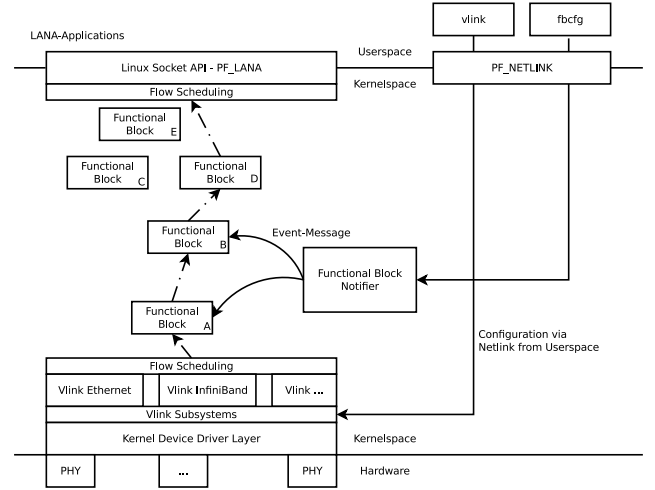 vlink
fbcfg
LANA-Applications
Userspace
Linux Socket API - PF_LANA
PF_NETLINK
Kernelspace
Flow Scheduling
Functional
Block
E
Functional
Block
C
Functional
Block
D
Functional
Block
B
Event-Message
Functional Block
Notifier
Functional
Block
A
Configuration via
Netlink from Userspace
Flow Scheduling
Vlink Ethernet
Vlink InfiniBand
Vlink ...
Vlink Subsystems
Kernel Device Driver Layer
Kernelspace
PHY
...
PHY
Hardware